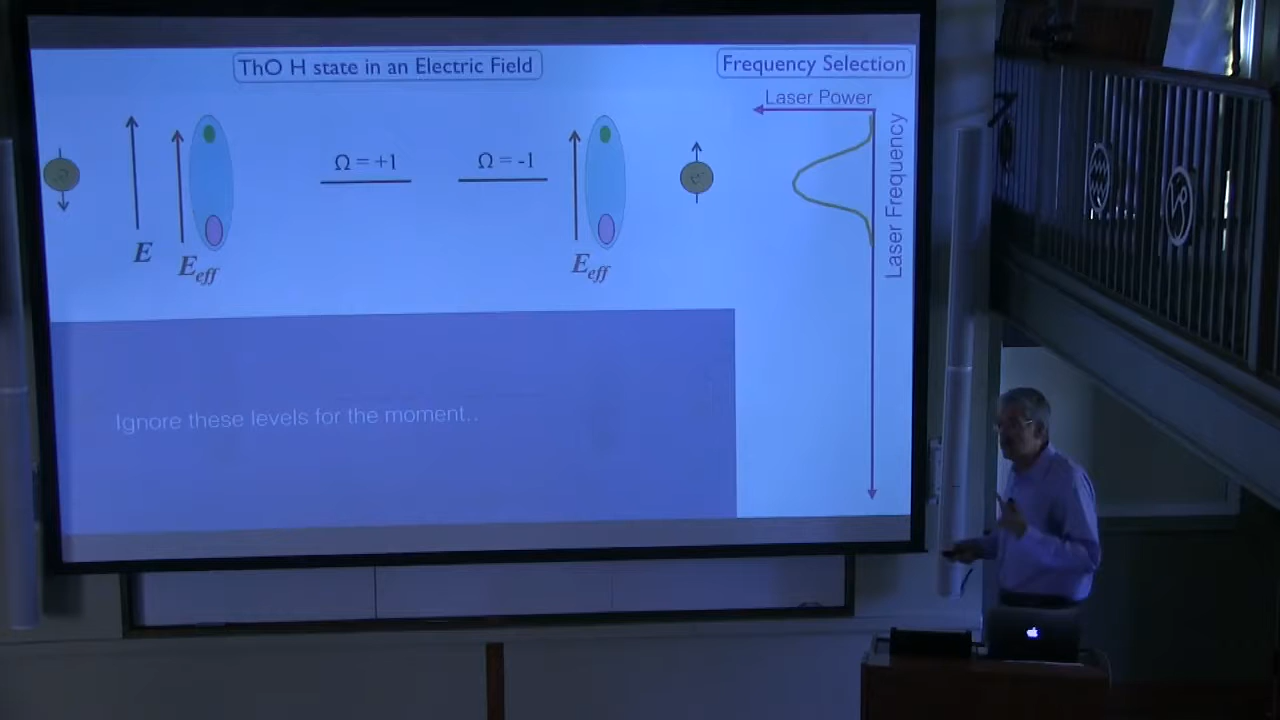 ThO H state in an Electric Field
Frequency Selection
Laser Power
Laser Frequency
Ω = +1
Ω = -1
E
E_eff
E_eff
e⁻
Ignore these levels for the moment..